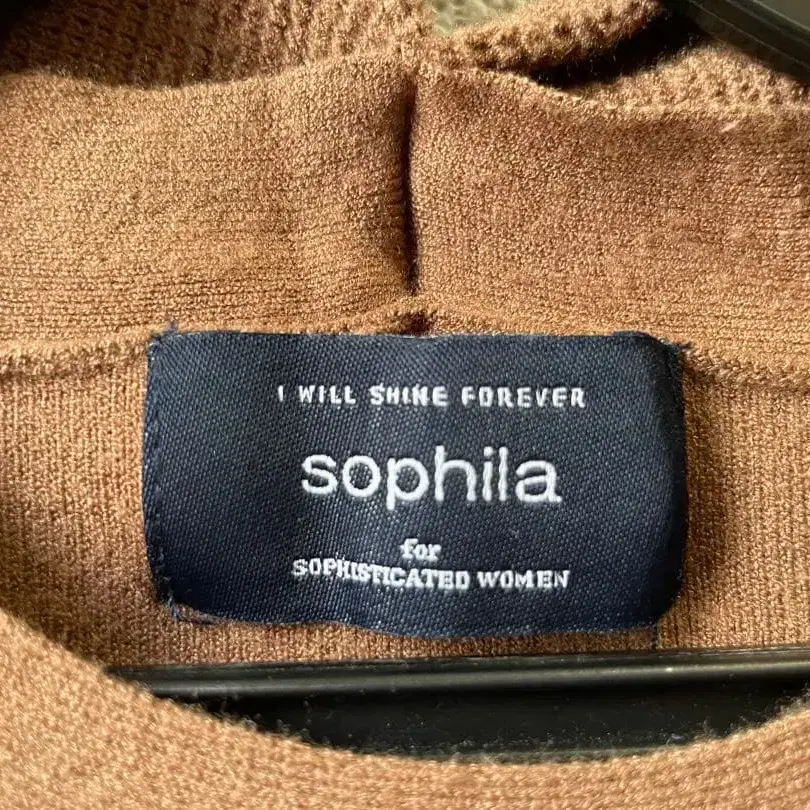 I WILL SHINE FOREVER
sophila
for
SOPHISTICATED WOMEN